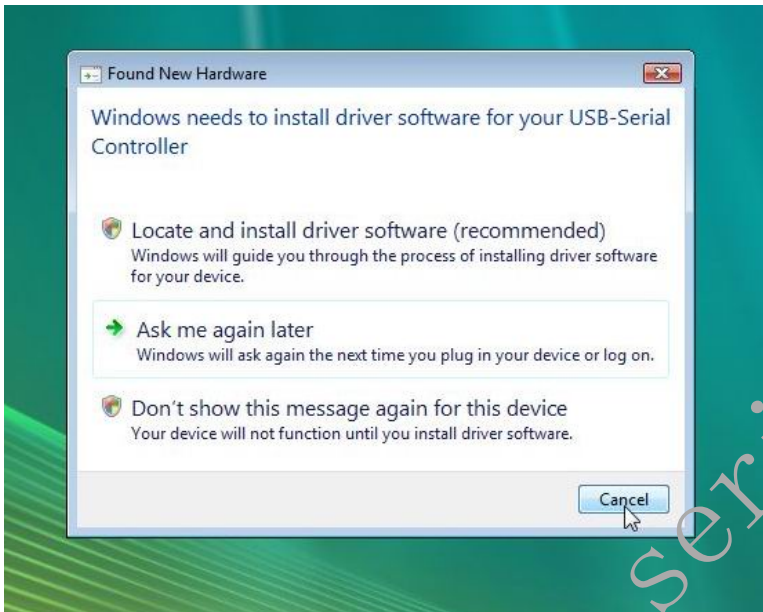 Found New Hardware
Windows needs to install driver software for your USB-Serial
Controller
Locate and install driver software (recommended)
Windows will guide you through the process of installing driver software
for your device.
Ask me again later
Windows will ask again the next time you plug in your device or log on.
Don't show this message again for this device
Your device will not function until you install driver software.
Cancel
seri